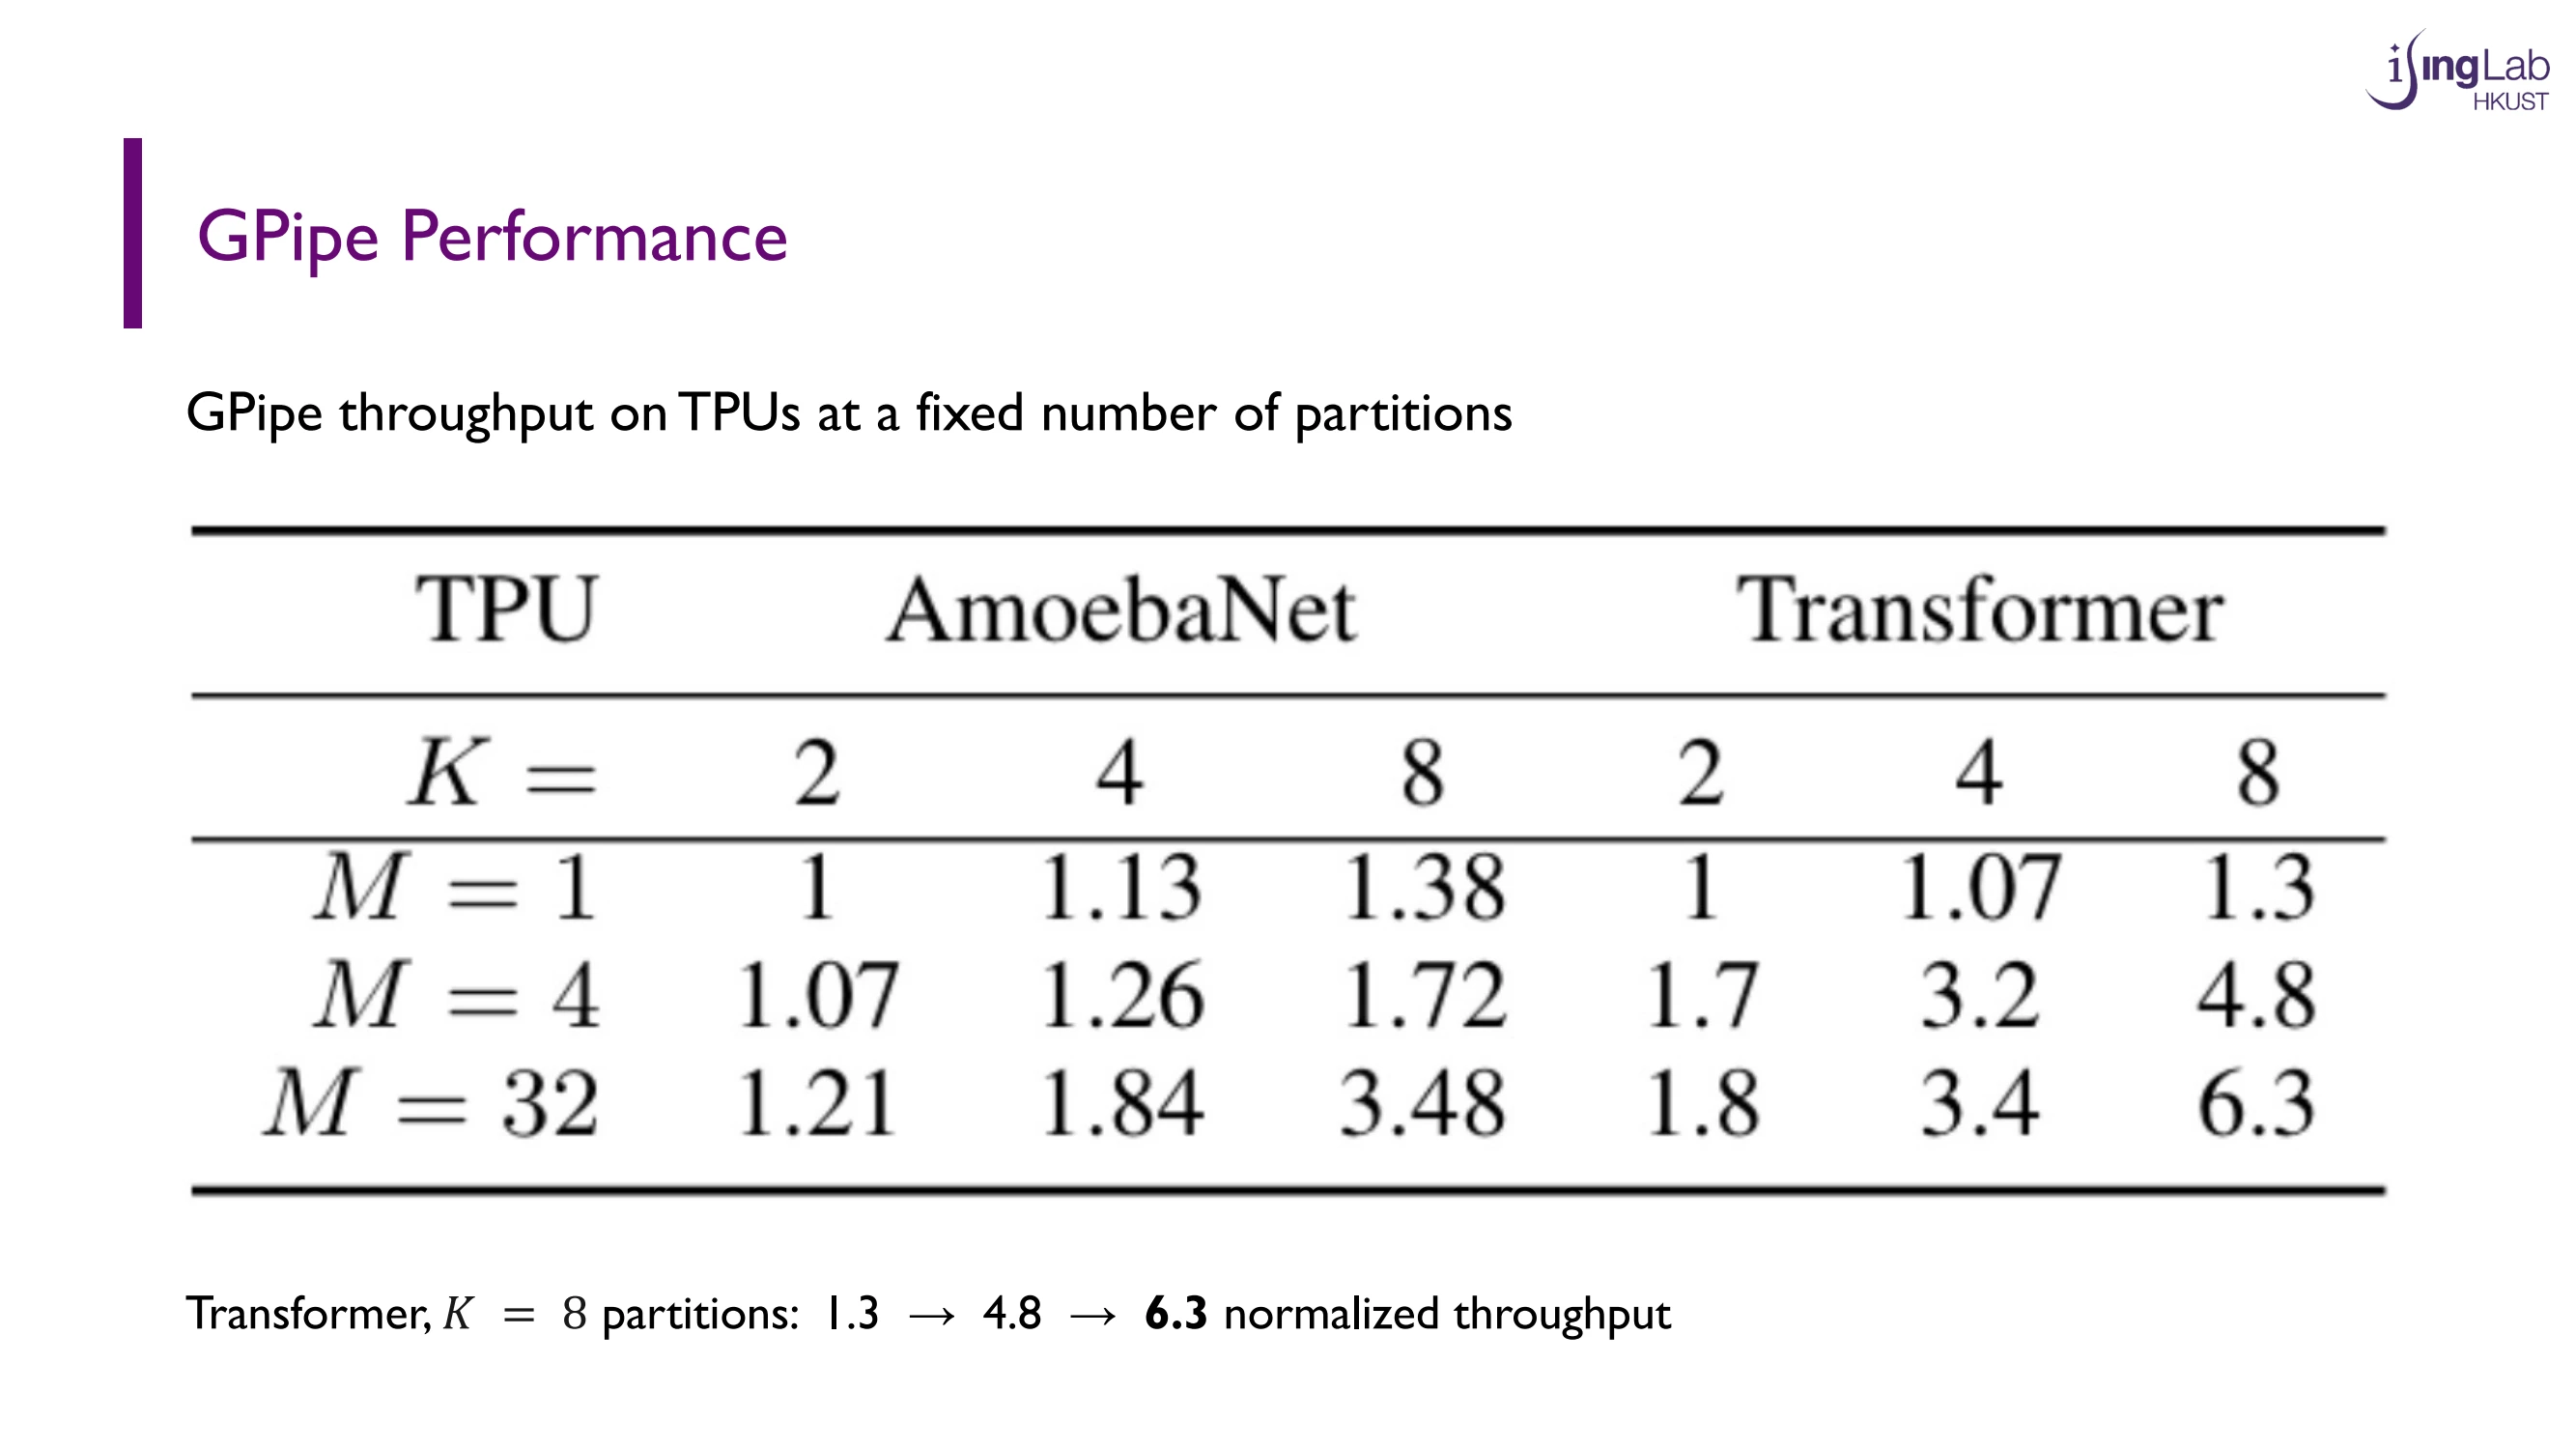 iSingLab
HKUST
GPipe Performance
GPipe throughput on TPUs at a fixed number of partitions
TPU AmoebaNet Transformer
K = 2 4 8 2 4 8
M = 1 1 1.13 1.38 1 1.07 1.3
M = 4 1.07 1.26 1.72 1.7 3.2 4.8
M = 32 1.21 1.84 3.48 1.8 3.4 6.3
Transformer, K = 8 partitions: 1.3 → 4.8 → 6.3 normalized throughput